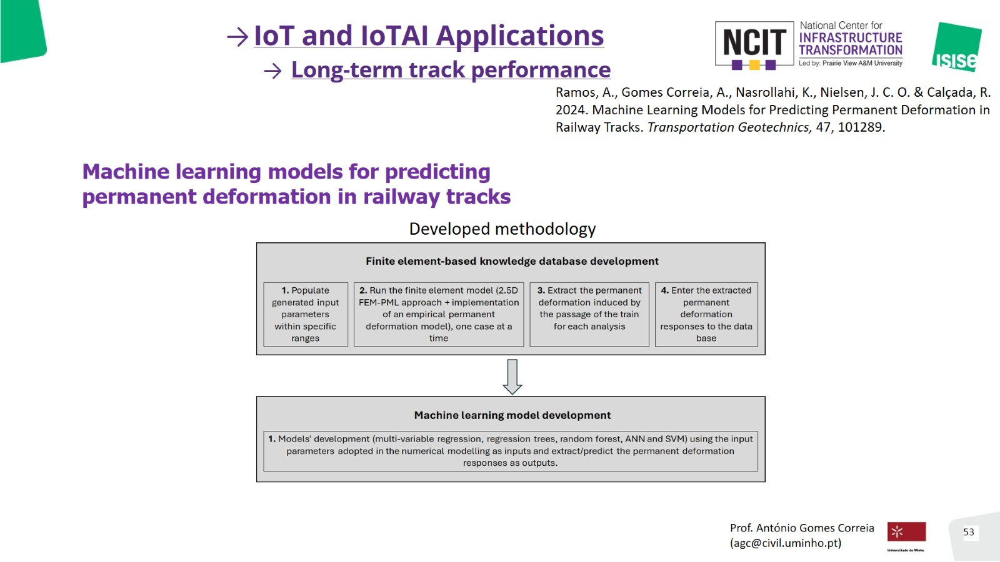 → IoT and IoTAI Applications
→ Long-term track performance
NCIT
National Center for
INFRASTRUCTURE
TRANSFORMATION
Led by: Prairie View A&M University
isise
Ramos, A., Gomes Correia, A., Nasrollahi, K., Nielsen, J. C. O. & Calçada, R.
2024. Machine Learning Models for Predicting Permanent Deformation in
Railway Tracks. Transportation Geotechnics, 47, 101289.
Machine learning models for predicting
permanent deformation in railway tracks
Developed methodology
Finite element-based knowledge database development
1. Populate
generated input
parameters
within specific
ranges
2. Run the finite element model (2.5D
FEM-PML approach + implementation
of an empirical permanent
deformation model), one case at a
time
3. Extract the permanent
deformation induced by
the passage of the train
for each analysis
4. Enter the extracted
permanent
deformation
responses to the data
base
Machine learning model development
1. Models' development (multi-variable regression, regression trees, random forest, ANN and SVM) using the input
parameters adopted in the numerical modelling as inputs and extract/predict the permanent deformation
responses as outputs.
Prof. António Gomes Correia
(agc@civil.uminho.pt)
Universidade do Minho
53